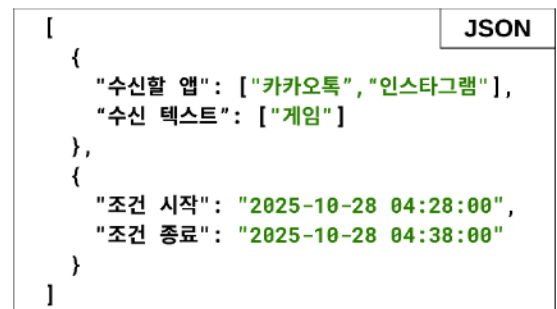 JSON
[
{
"수신할 앱": ["카카오톡”,“인스타그램"],
“수신 텍스트”: ["게임"]
},
{
"조건 시작": "2025-10-28 04:28:00",
"조건 종료": "2025-10-28 04:38:00"
}
]